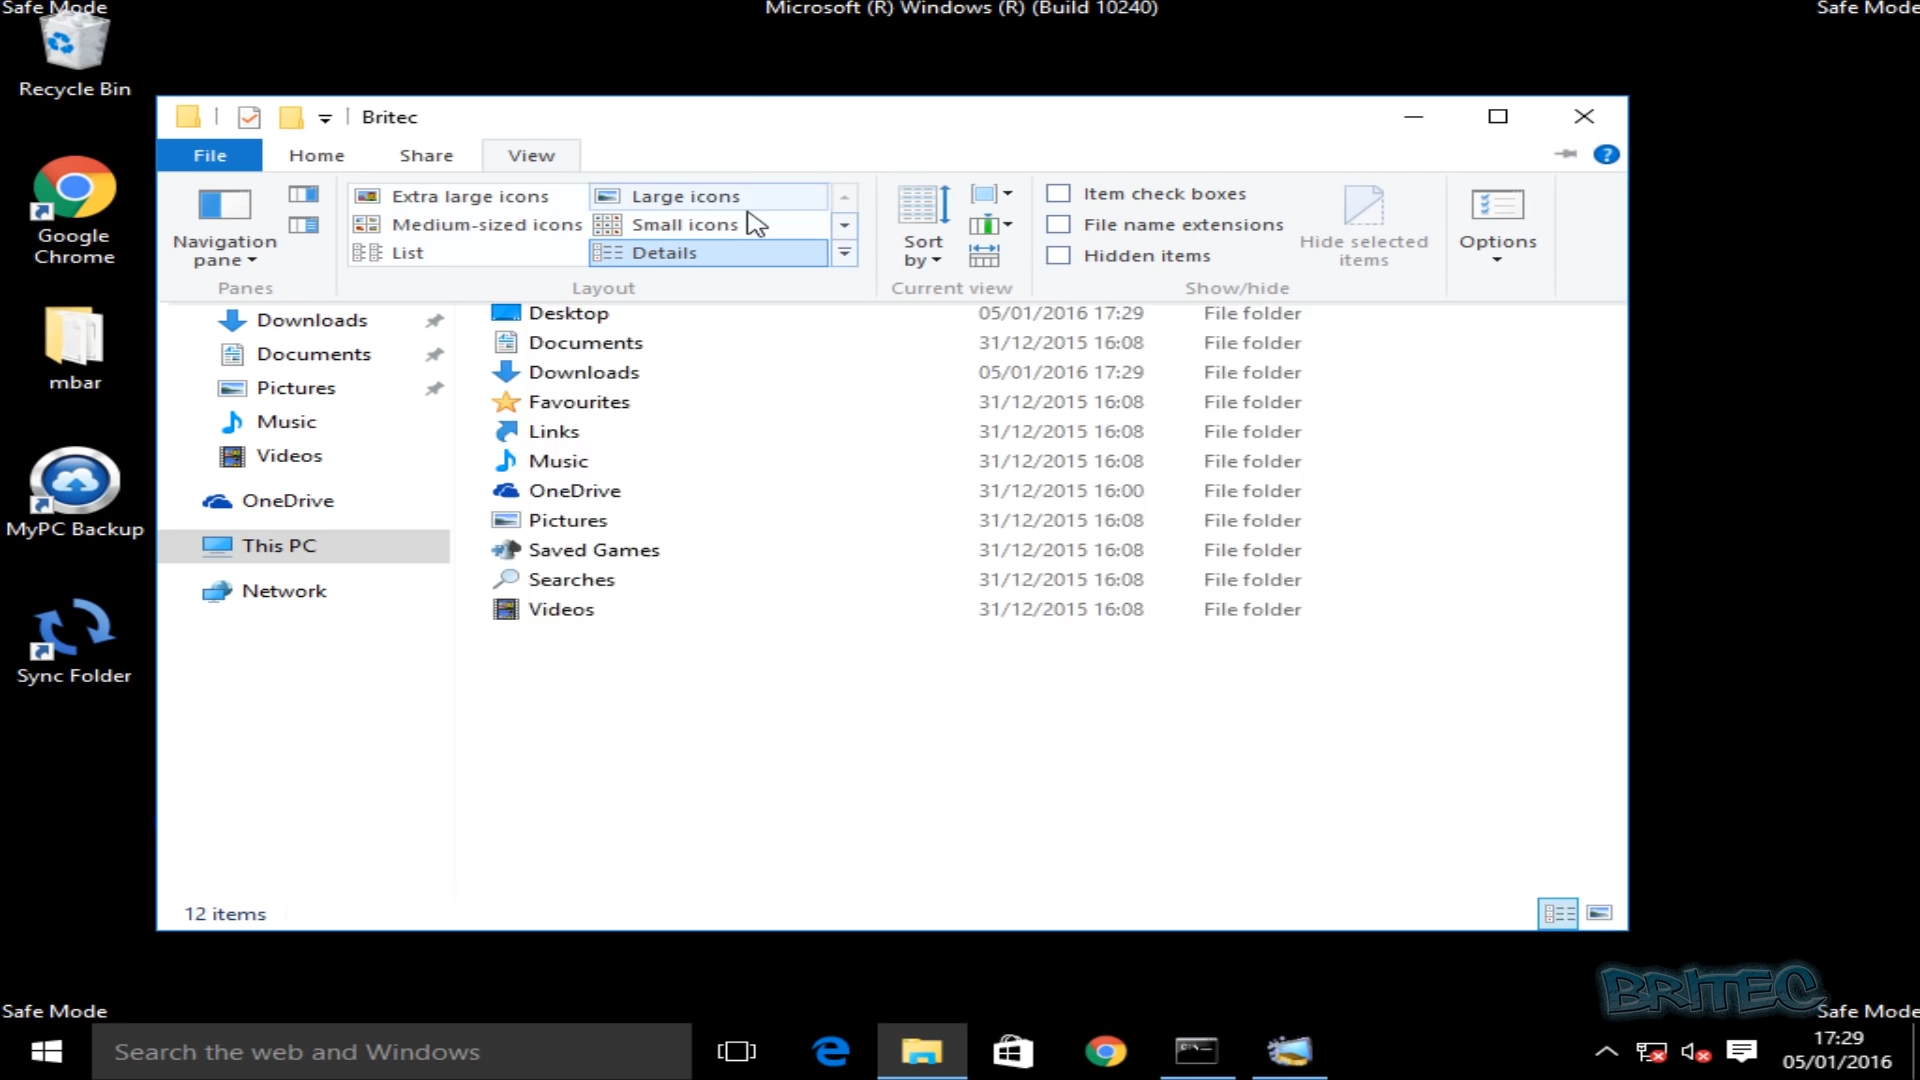 Safe Mode
Microsoft (R) Windows (R) (Build 10240)
Safe Mode
Recycle Bin
Google
Chrome
mbar
MyPC Backup
Sync Folder
Britec
File
Home
Share
View
Navigation
pane
Panes
Extra large icons
Large icons
Medium-sized icons
Small icons
List
Details
Layout
Sort
by
Current view
Item check boxes
File name extensions
Hidden items
Hide selected
items
Show/hide
Options
Downloads
Documents
Pictures
Music
Videos
OneDrive
This PC
Network
Desktop 05/01/2016 17:29 File folder
Documents 31/12/2015 16:08 File folder
Downloads 05/01/2016 17:29 File folder
Favourites 31/12/2015 16:08 File folder
Links 31/12/2015 16:08 File folder
Music 31/12/2015 16:08 File folder
OneDrive 31/12/2015 16:00 File folder
Pictures 31/12/2015 16:08 File folder
Saved Games 31/12/2015 16:08 File folder
Searches 31/12/2015 16:08 File folder
Videos 31/12/2015 16:08 File folder
12 items
BRITEC
Safe Mode
Safe Mode
Search the web and Windows
17:29
05/01/2016